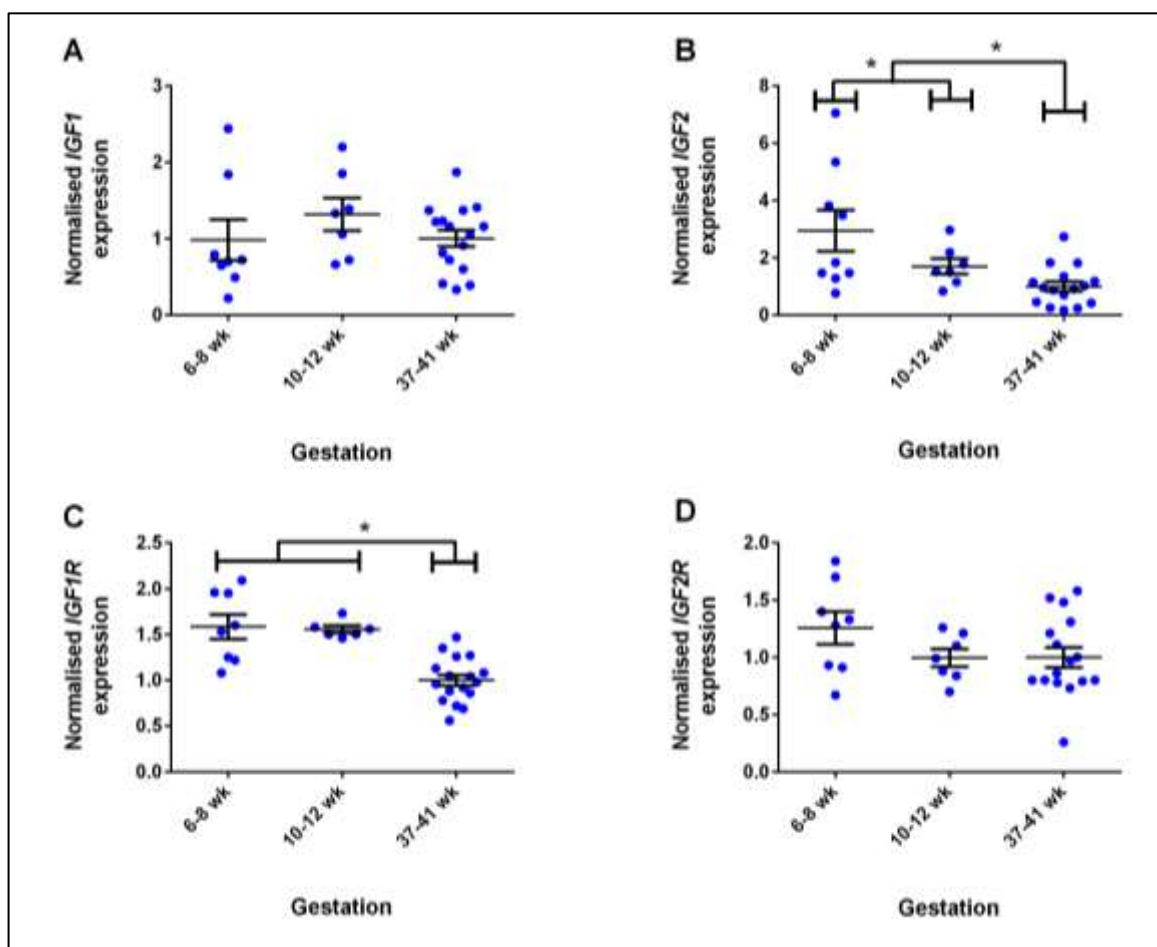 A
Normalised IGF1
expression
3
2
1
0
6-8 wk
10-12 wk
37-41 wk
Gestation
B
Normalised IGF2
expression
* *
8
6
4
2
0
6-8 wk
10-12 wk
37-41 wk
Gestation
C
Normalised IGF1R
expression
*
2.5
2.0
1.5
1.0
0.5
0.0
6-8 wk
10-12 wk
37-41 wk
Gestation
D
Normalised IGF2R
expression
2.0
1.5
1.0
0.5
0.0
6-8 wk
10-12 wk
37-41 wk
Gestation